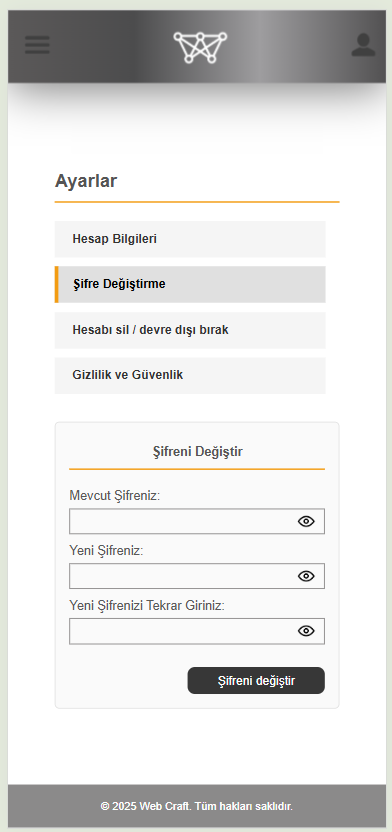 Ayarlar
Hesap Bilgileri
Şifre Değiştirme
Hesabı sil / devre dışı bırak
Gizlilik ve Güvenlik
Şifreni Değiştir
Mevcut Şifreniz:
Yeni Şifreniz:
Yeni Şifrenizi Tekrar Giriniz:
Şifreni değiştir
© 2025 Web Craft. Tüm hakları saklıdır.